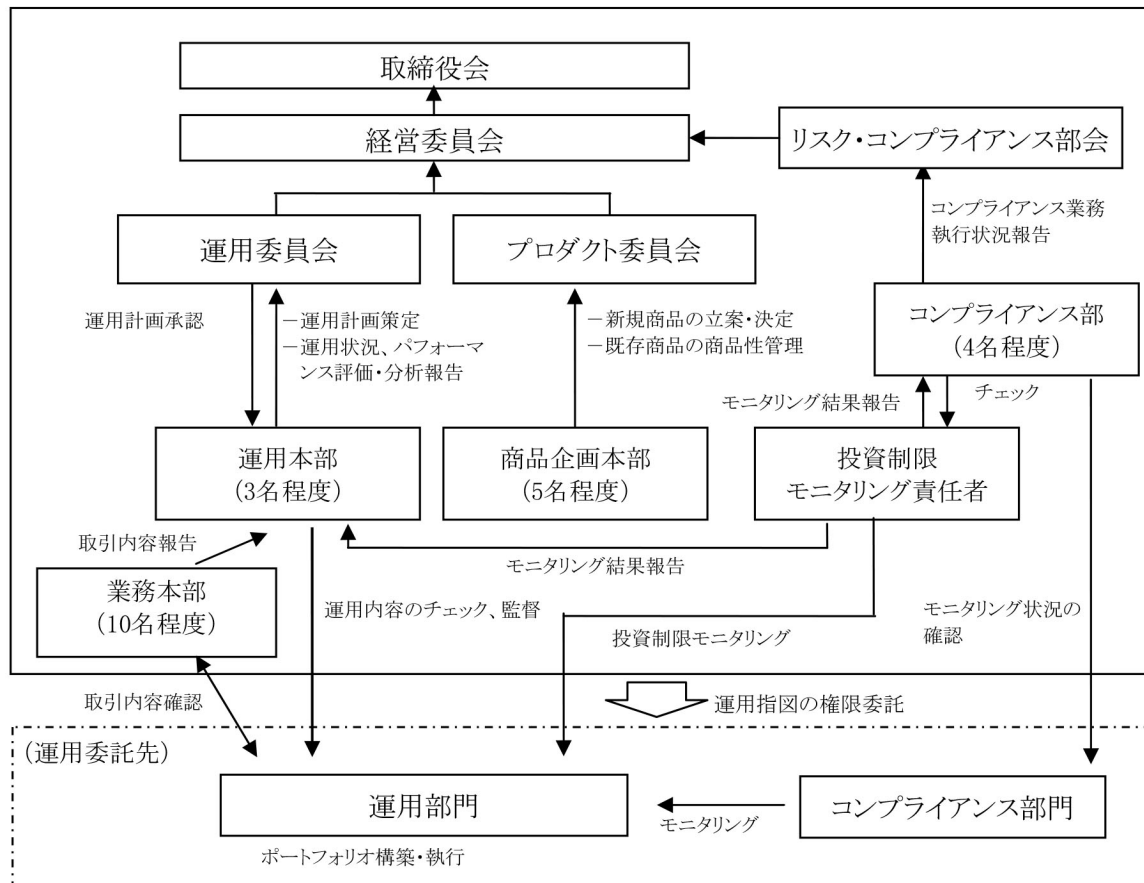 取締役会
経営委員会
リスク・コンプライアンス部会
コンプライアンス業務
執行状況報告
運用委員会
プロダクト委員会
運用計画承認
－運用計画策定
－運用状況、パフォーマ
ンス評価・分析報告
－新規商品の立案・決定
－既存商品の商品性管理
コンプライアンス部
(4名程度)
モニタリング結果報告
チェック
運用本部
(3名程度)
商品企画本部
(5名程度)
投資制限
モニタリング責任者
取引内容報告
モニタリング結果報告
業務本部
(10名程度)
運用内容のチェック、監督
投資制限モニタリング
モニタリング状況の
確認
取引内容確認
運用指図の権限委託
(運用委託先)
運用部門
モニタリング
コンプライアンス部門
ポートフォリオ構築・執行